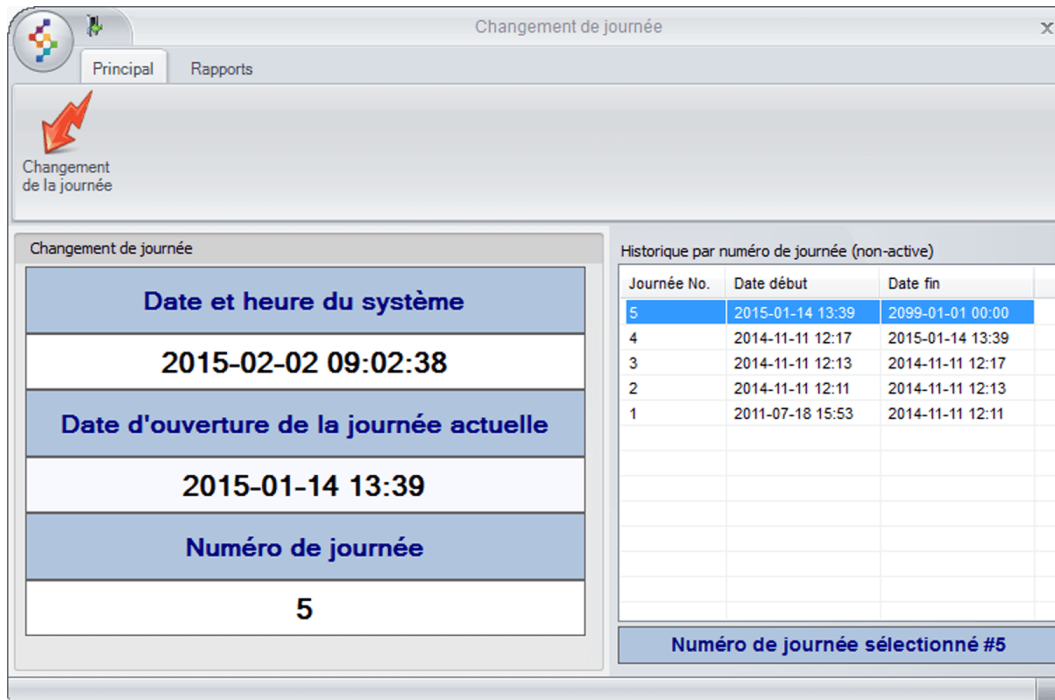 Changement de journée
x
Principal Rapports
Changement
de la journée
Changement de journée
Date et heure du système
2015-02-02 09:02:38
Date d'ouverture de la journée actuelle
2015-01-14 13:39
Numéro de journée
5
Historique par numéro de journée (non-active)
Journée No. Date début Date fin
5 2015-01-14 13:39 2099-01-01 00:00
4 2014-11-11 12:17 2015-01-14 13:39
3 2014-11-11 12:13 2014-11-11 12:17
2 2014-11-11 12:11 2014-11-11 12:13
1 2011-07-18 15:53 2014-11-11 12:11
Numéro de journée sélectionné #5